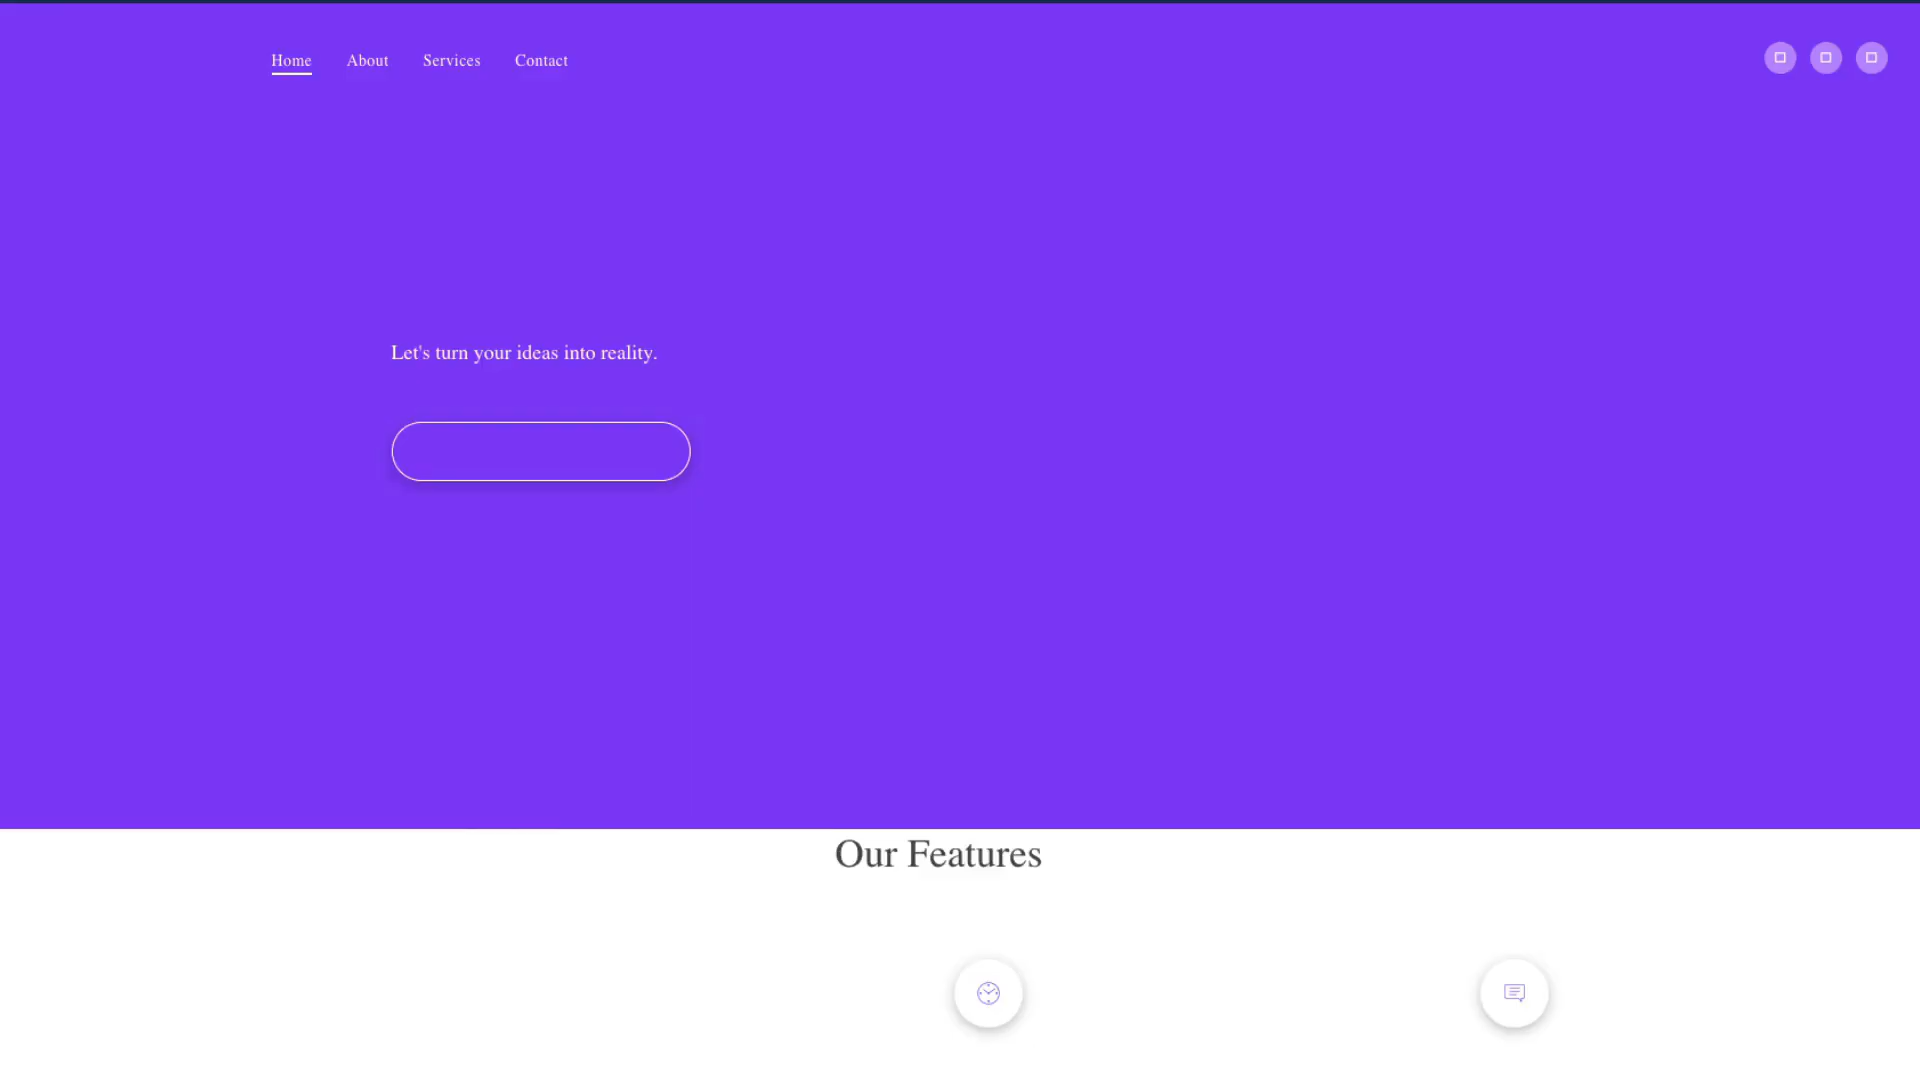 Home About Services Contact
Let's turn your ideas into reality.
Our Features